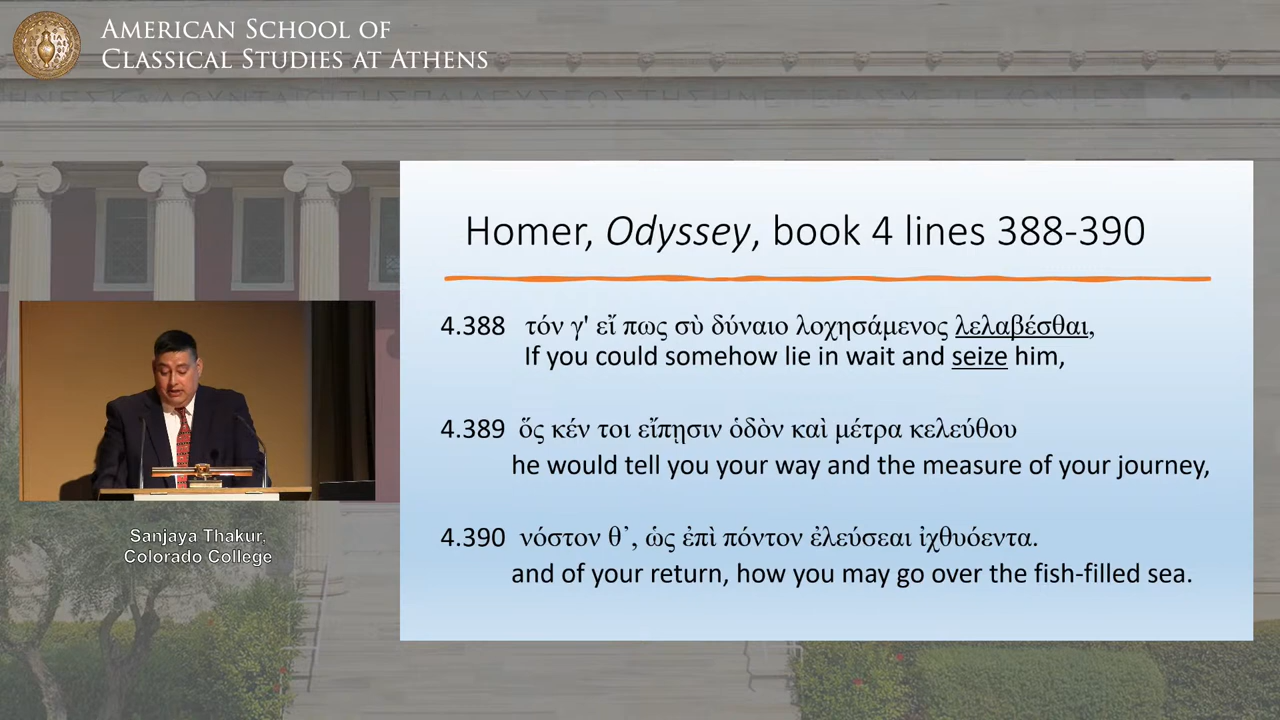 AMERICAN SCHOOL OF
CLASSICAL STUDIES AT ATHENS
Homer, Odyssey, book 4 lines 388-390
4.388 τόν γ' εἴ πως σὺ δύναιο λοχησάμενος λελαβέσθαι,
If you could somehow lie in wait and seize him,
4.389 ὅς κέν τοι εἴπῃσιν ὁδὸν καὶ μέτρα κελεύθου
he would tell you your way and the measure of your journey,
4.390 νόστον θ᾽, ὡς ἐπὶ πόντον ἐλεύσεαι ἰχθυόεντα.
and of your return, how you may go over the fish-filled sea.
Sanjaya Thakur,
Colorado College